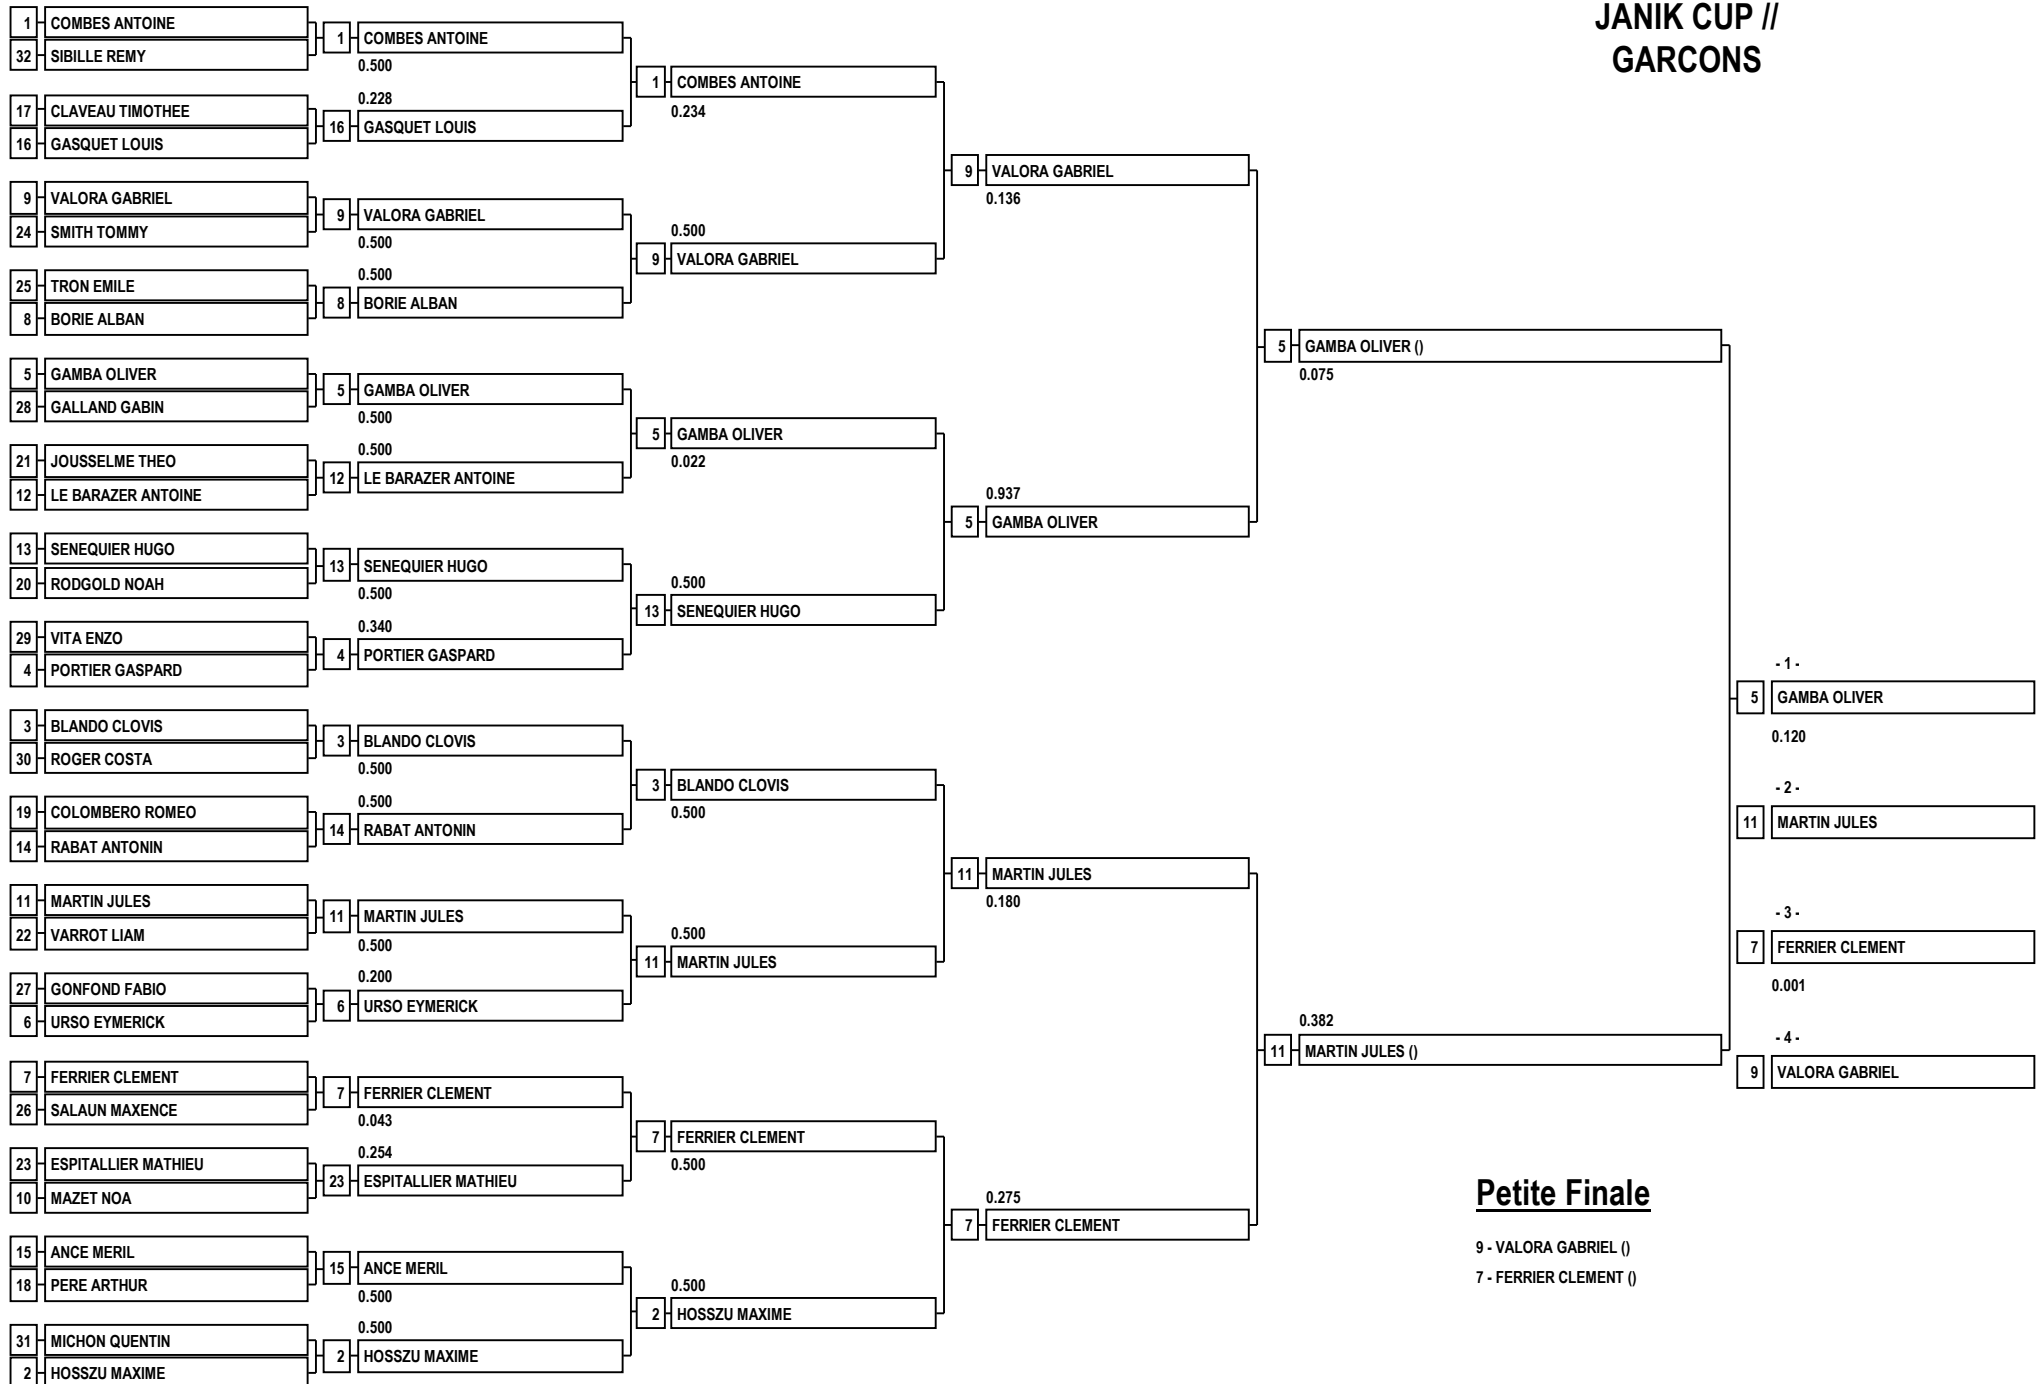 JANIK CUP //
GARCONS
1 COMBES ANTOINE
32 SIBILLE REMY
17 CLAVEAU TIMOTHEE
16 GASQUET LOUIS
9 VALORA GABRIEL
24 SMITH TOMMY
25 TRON EMILE
8 BORIE ALBAN
5 GAMBA OLIVER
28 GALLAND GABIN
21 JOUSSELME THEO
12 LE BARAZER ANTOINE
13 SENEQUIER HUGO
20 RODGOLD NOAH
29 VITA ENZO
4 PORTIER GASPARD
3 BLANDO CLOVIS
30 ROGER COSTA
19 COLOMBERO ROMEO
14 RABAT ANTONIN
11 MARTIN JULES
22 VARROT LIAM
27 GONFOND FABIO
6 URSO EYMERICK
7 FERRIER CLEMENT
26 SALAUN MAXENCE
23 ESPITALLIER MATHIEU
10 MAZET NOA
15 ANCE MERIL
18 PERE ARTHUR
31 MICHON QUENTIN
2 HOSSZU MAXIME
1 COMBES ANTOINE
0.500
0.228
16 GASQUET LOUIS
9 VALORA GABRIEL
0.500
0.500
8 BORIE ALBAN
5 GAMBA OLIVER
0.500
0.500
12 LE BARAZER ANTOINE
13 SENEQUIER HUGO
0.500
0.340
4 PORTIER GASPARD
3 BLANDO CLOVIS
0.500
0.500
14 RABAT ANTONIN
11 MARTIN JULES
0.500
0.200
6 URSO EYMERICK
7 FERRIER CLEMENT
0.043
0.254
23 ESPITALLIER MATHIEU
15 ANCE MERIL
0.500
0.500
2 HOSSZU MAXIME
1 COMBES ANTOINE
0.234
0.500
9 VALORA GABRIEL
5 GAMBA OLIVER
0.022
0.500
13 SENEQUIER HUGO
3 BLANDO CLOVIS
0.500
0.500
11 MARTIN JULES
7 FERRIER CLEMENT
0.500
0.500
2 HOSSZU MAXIME
9 VALORA GABRIEL
0.136
0.937
5 GAMBA OLIVER
11 MARTIN JULES
0.180
0.275
7 FERRIER CLEMENT
5 GAMBA OLIVER ()
0.075
0.382
11 MARTIN JULES ()
- 1 -
5 GAMBA OLIVER
0.120
- 2 -
11 MARTIN JULES
- 3 -
7 FERRIER CLEMENT
0.001
- 4 -
9 VALORA GABRIEL
Petite Finale
9 - VALORA GABRIEL ()
7 - FERRIER CLEMENT ()